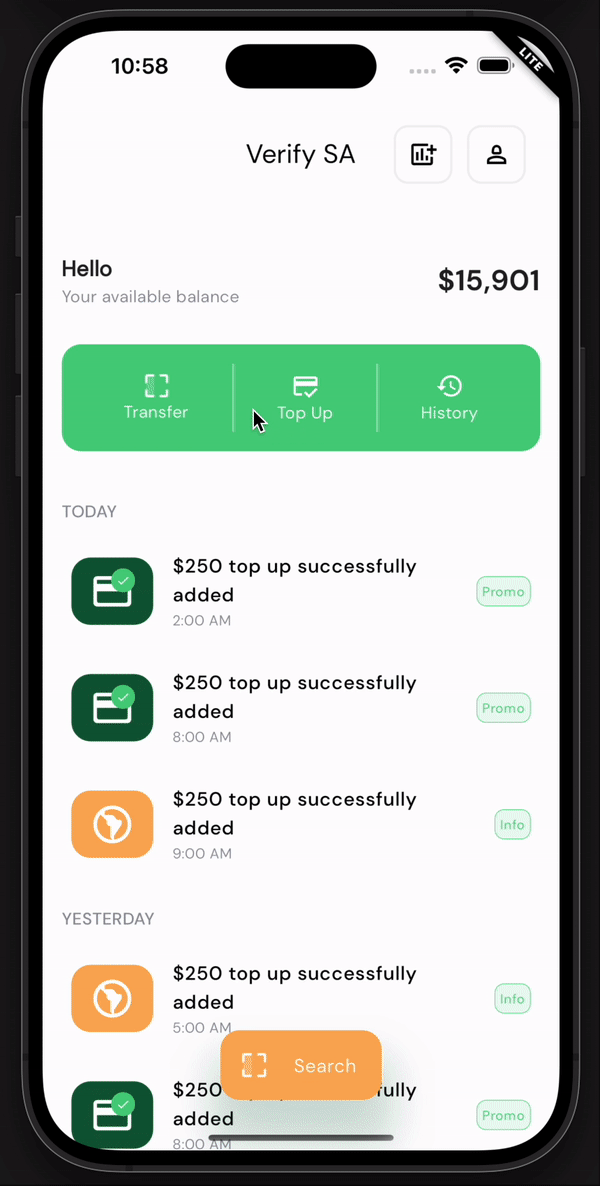 10:58
LITE
Verify SA
Hello
Your available balance
$15,901
Transfer
Top Up
History
TODAY
$250 top up successfully
added
2:00 AM
Promo
$250 top up successfully
added
8:00 AM
Promo
$250 top up successfully
added
9:00 AM
Info
YESTERDAY
$250 top up successfully
added
5:00 AM
Info
Search
$250 top up successfully
added
8:00 AM
Promo